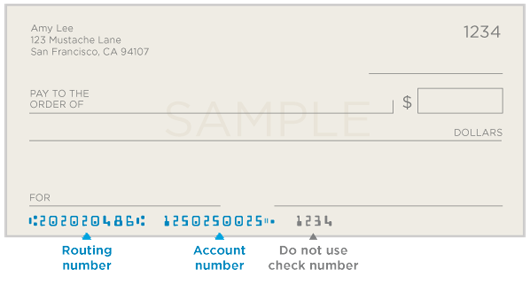 Amy Lee
123 Mustache Lane
San Francisco, CA 94107
1234
PAY TO THE
ORDER OF
$
SAMPLE
DOLLARS
FOR
⑆202020486⑆ 1250250025⑈ 1234
Routing number
Account number
Do not use check number